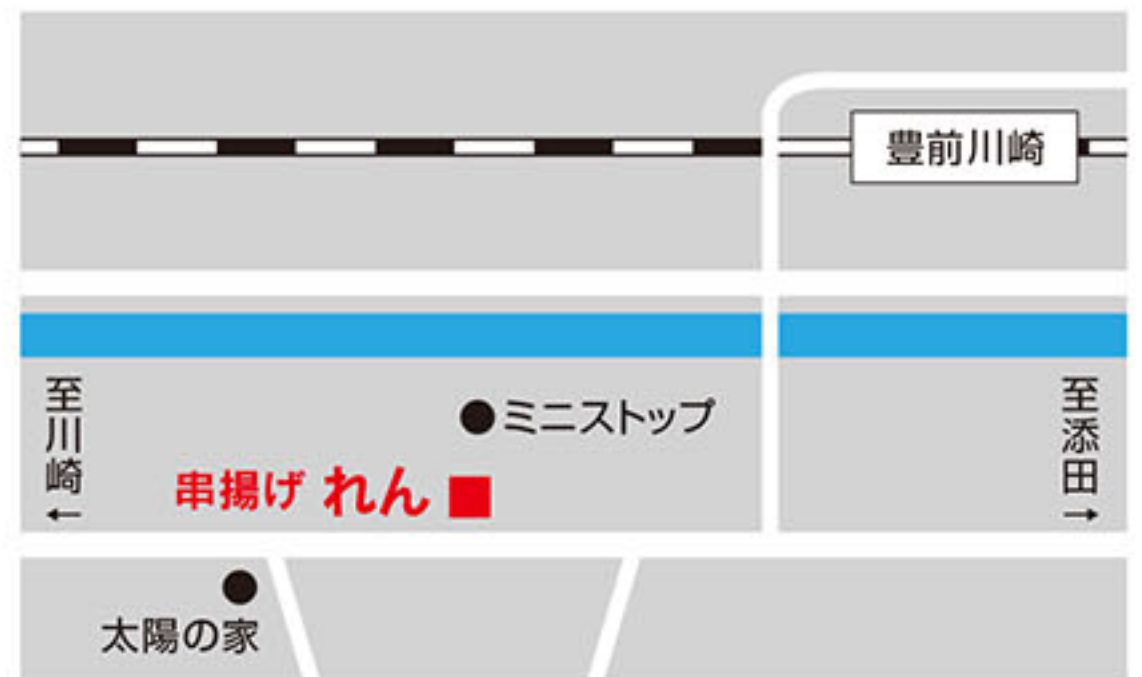 豊前川崎
至川崎←
ミニストップ
至添田→
串揚げ れん
太陽の家